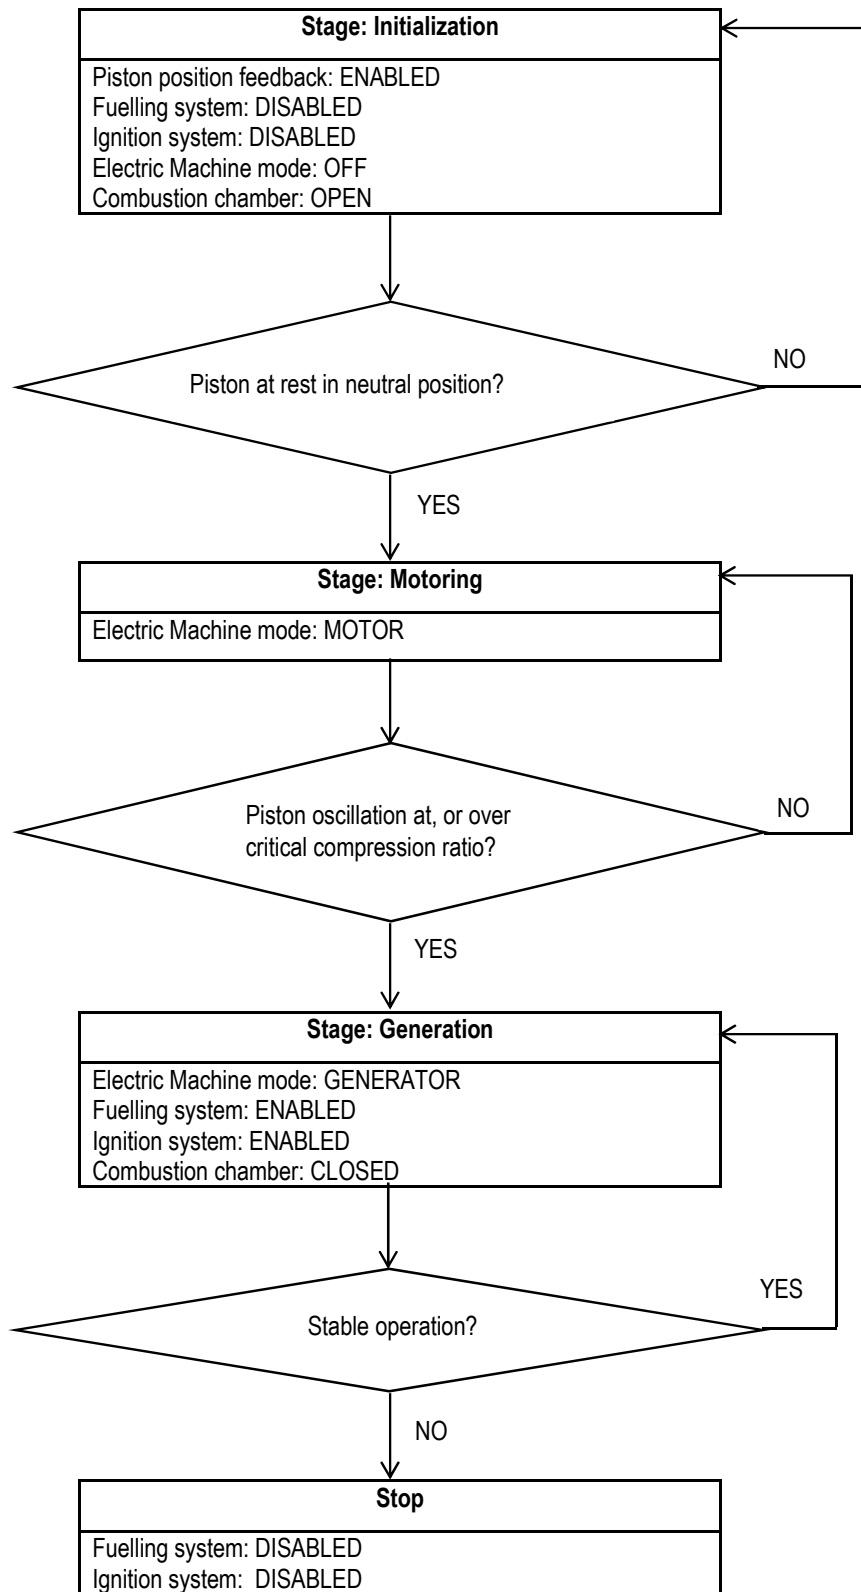 Stage: Initialization
Piston position feedback: ENABLED
Fuelling system: DISABLED
Ignition system: DISABLED
Electric Machine mode: OFF
Combustion chamber: OPEN
Piston at rest in neutral position?
NO
YES
Stage: Motoring
Electric Machine mode: MOTOR
Piston oscillation at, or over
critical compression ratio?
NO
YES
Stage: Generation
Electric Machine mode: GENERATOR
Fuelling system: ENABLED
Ignition system: ENABLED
Combustion chamber: CLOSED
Stable operation?
YES
NO
Stop
Fuelling system: DISABLED
Ignition system: DISABLED